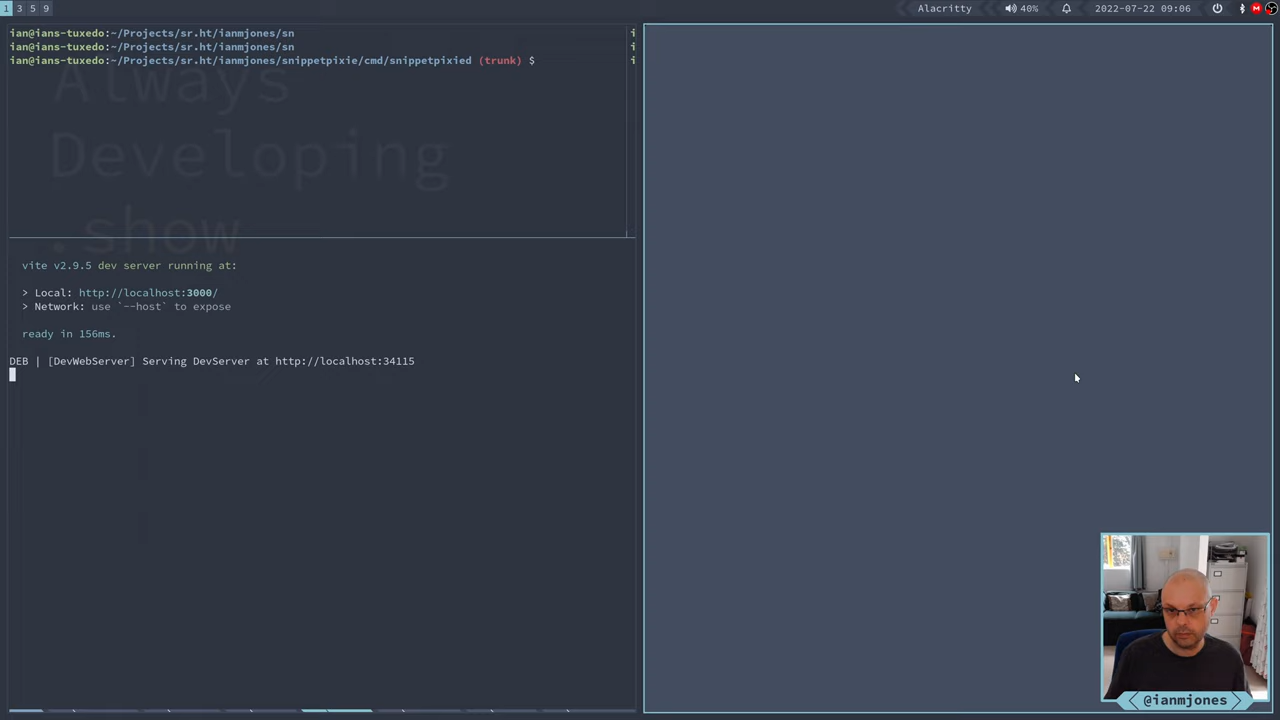 1 3 5 9
Alacritty
40%
2022-07-22 09:06
ian@ians-tuxedo:~/Projects/sr.ht/ianmjones/sn
ian@ians-tuxedo:~/Projects/sr.ht/ianmjones/sn
ian@ians-tuxedo:~/Projects/sr.ht/ianmjones/snippetpixie/cmd/snippetpixied (trunk) $
i
i
Always
Developing
.show
vite v2.9.5 dev server running at:
> Local: http://localhost:3000/
> Network: use `--host` to expose
ready in 156ms.
DEB | [DevWebServer] Serving DevServer at http://localhost:34115
@ianmjones